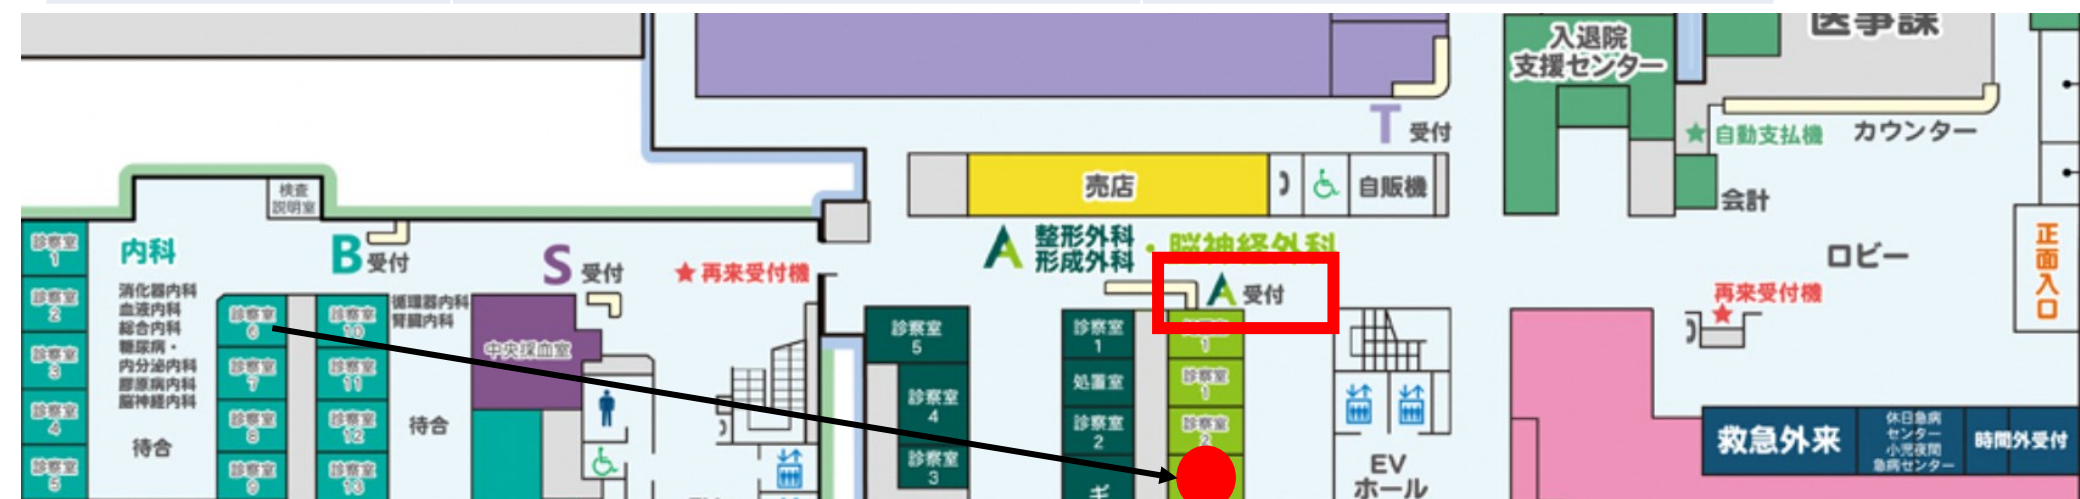 入退院
支援センター
医事課
T 受付
★自動支払機
カウンター
売店
自販機
会計
検査
説明室
整形外科
形成外科
A
・脳神経外科
A 受付
内科
B 受付
S 受付
★再来受付機
ロビー
正面入口
再来受付機
★
診察室
1
診察室
2
診察室
3
診察室
4
診察室
5
消化器内科
血液内科
総合内科
糖尿病・
内分泌内科
膠原病内科
脳神経内科
待合
診察室
6
診察室
7
診察室
8
診察室
9
診察室
10
診察室
11
診察室
12
診察室
13
循環器内科
腎臓内科
待合
中央採血室
診察室
5
診察室
4
診察室
3
診察室
1
処置室
診察室
2
ギ
診察室
1
診察室
1
診察室
2
EV
ホール
救急外来
休日急病
センター
小児夜間
急病センター
時間外受付